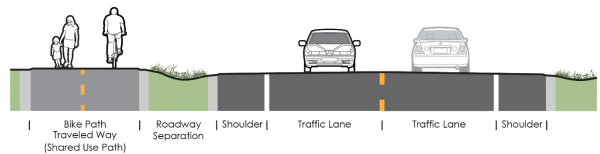 | Bike Path | Roadway | Shoulder | Traffic Lane | Traffic Lane | Shoulder |
Traveled Way Separation
(Shared Use Path)